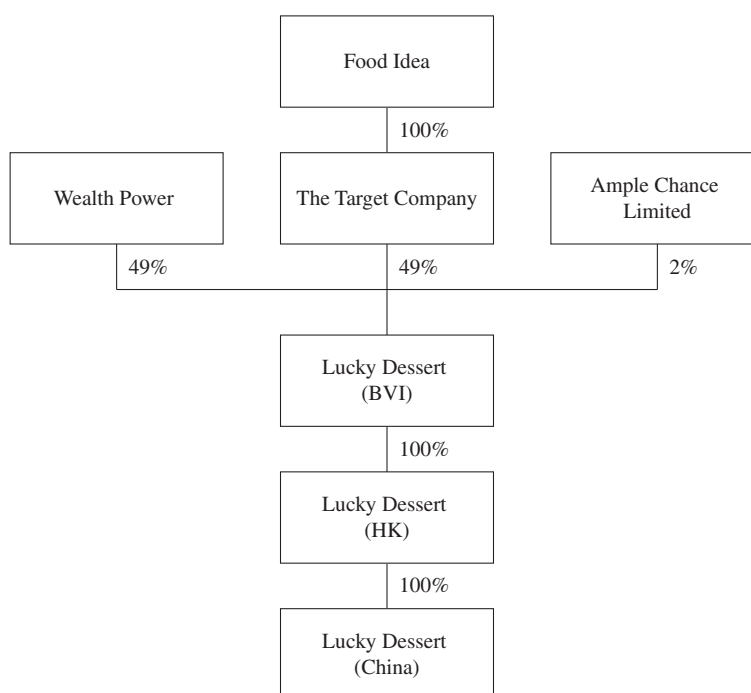 Food Idea
100%
Wealth Power
The Target Company
Ample Chance
Limited
49%
49%
2%
Lucky Dessert
(BVI)
100%
Lucky Dessert
(HK)
100%
Lucky Dessert
(China)